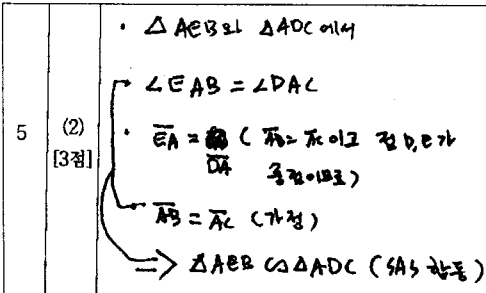 5
(2)
[3점]
· △AEB와 △ADC에서
∠EAB = ∠DAC
· EA = DA ( AB = AC이고 점 D, E가
중점이므로)
AB = AC (가정)
⇒ △AEB ∽ △ADC (SAS 합동)